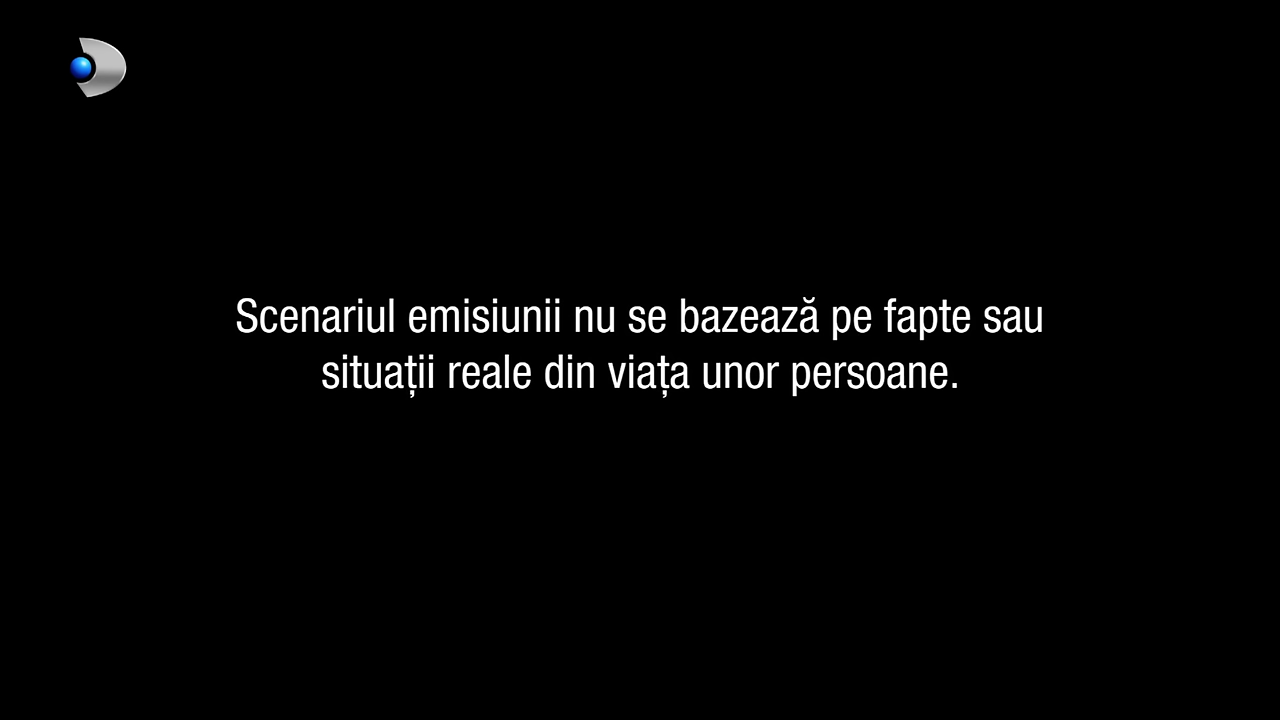 Scenariul emisiunii nu se bazează pe fapte sau
situații reale din viața unor persoane.